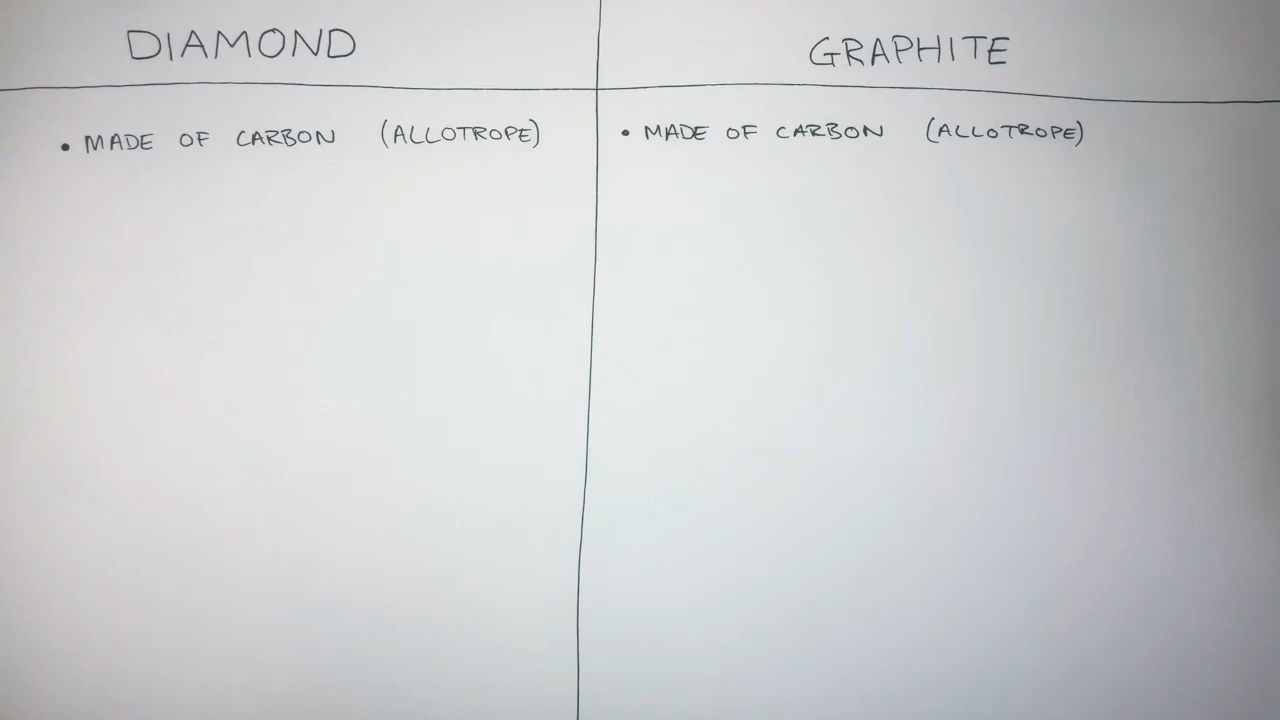 DIAMOND
GRAPHITE
• MADE OF CARBON (ALLOTROPE)
• MADE OF CARBON (ALLOTROPE)